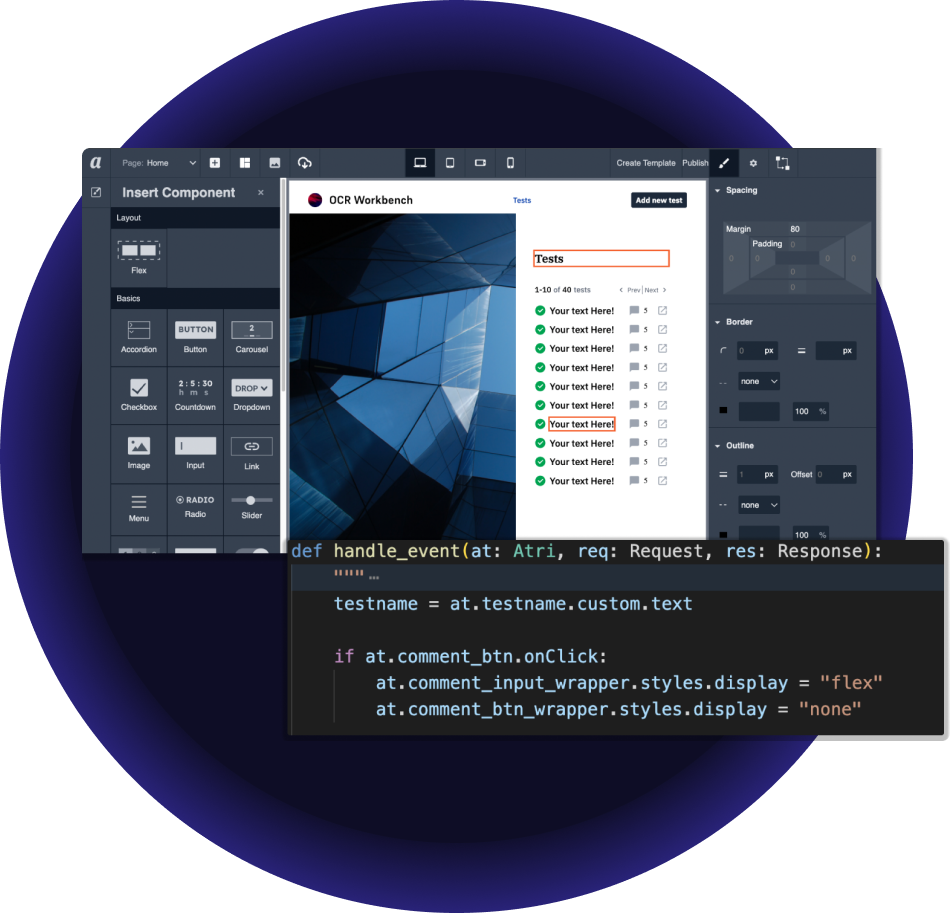 a
Page: Home
Create Template Publish
Insert Component ×
Layout
Flex
Basics
Accordion
BUTTON
Button
2
Carousel
Checkbox
2 : 5 : 30
h m s
Countdown
DROP
Dropdown
Image
I
Input
Link
Menu
RADIO
Radio
Slider
OCR Workbench
Tests
Add new test
Tests
1-10 of 40 tests
< Prev | Next >
Your text Here! 5
Your text Here! 5
Your text Here! 5
Your text Here! 5
Your text Here! 5
Your text Here! 5
Your text Here! 5
Your text Here! 5
Your text Here! 5
Your text Here! 5
Spacing
Margin 80
Padding 0
0 0 0 0
0
0
Border
0 px px
none
100 %
Outline
1 px Offset 0 px
none
100 %
def handle_event(at: Atri, req: Request, res: Response):
"""…
testname = at.testname.custom.text
if at.comment_btn.onClick:
at.comment_input_wrapper.styles.display = "flex"
at.comment_btn_wrapper.styles.display = "none"